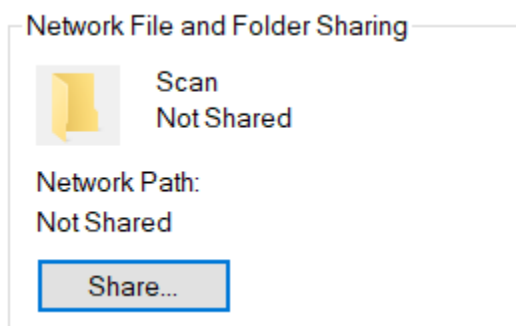 Network File and Folder Sharing
Scan
Not Shared
Network Path:
Not Shared
Share...